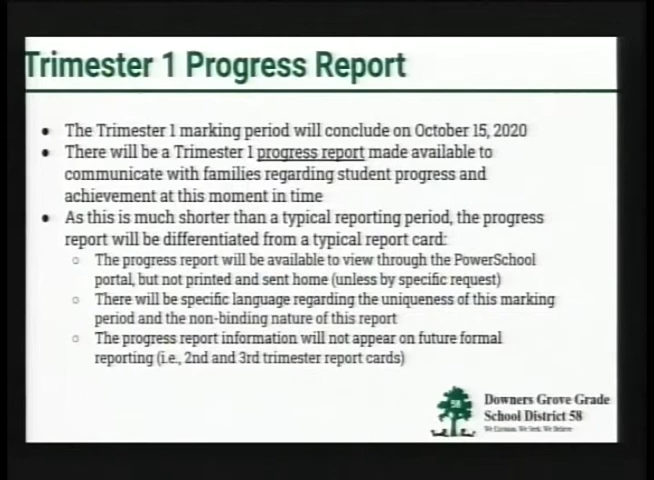 Trimester 1 Progress Report
● The Trimester 1 marking period will conclude on October 15, 2020
● There will be a Trimester 1 progress report made available to
communicate with families regarding student progress and
achievement at this moment in time
● As this is much shorter than a typical reporting period, the progress
report will be differentiated from a typical report card:
○ The progress report will be available to view through the PowerSchool
portal, but not printed and sent home (unless by specific request)
○ There will be specific language regarding the uniqueness of this marking
period and the non-binding nature of this report
○ The progress report information will not appear on future formal
reporting (i.e., 2nd and 3rd trimester report cards)
58
Downers Grove Grade
School District 58